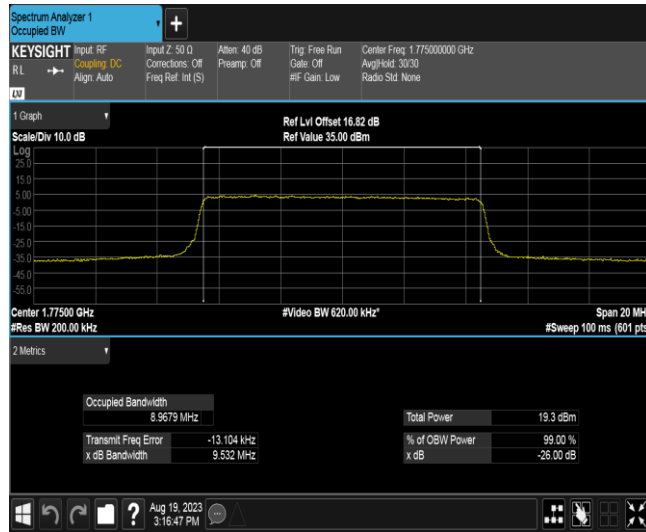 Spectrum Analyzer 1
Occupied BW
+
KEYSIGHT Input: RF Input Z: 50 Ω Atten: 40 dB Trig: Free Run Center Freq: 1.775000000 GHz
RL Coupling: DC Corrections: Off Preamp: Off Gate: Off Avg|Hold: 30/30
Align: Auto Freq Ref: Int (S) #IF Gain: Low Radio Std: None
LXI
1 Graph
Ref Lvl Offset 16.82 dB
Scale/Div 10.0 dB Ref Value 35.00 dBm
Log
25.0
15.0
5.00
-5.00
-15.0
-25.0
-35.0
-45.0
-55.0
Center 1.77500 GHz #Video BW 620.00 kHz* Span 20 MH
#Res BW 200.00 kHz #Sweep 100 ms (601 pts
2 Metrics
Occupied Bandwidth
8.9679 MHz Total Power 19.3 dBm
Transmit Freq Error -13.104 kHz % of OBW Power 99.00 %
x dB Bandwidth 9.532 MHz x dB -26.00 dB
? Aug 19, 2023
3:16:47 PM